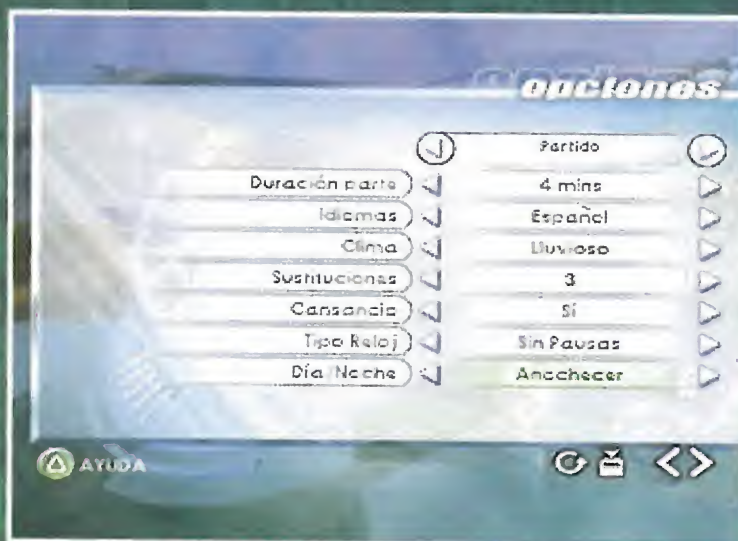 opciones
Partido
Duración parte 4 mins
Idiomas Español
Clima Lluvioso
Sustituciones 3
Cansancio Sí
Tipo Reloj Sin Pausas
Día/Noche Anochecer
AYUDA